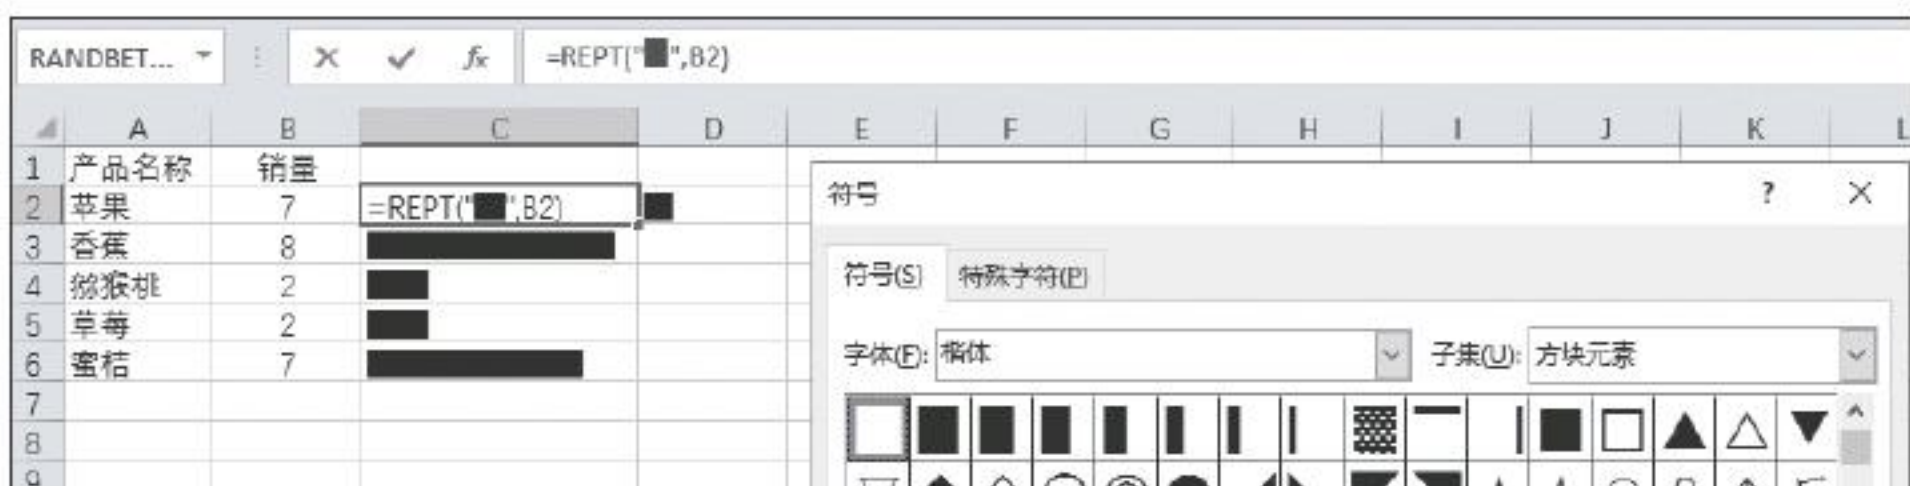 RANDBET... =REPT("█",B2)
A B C D E F G H I J K L
1 产品名称 销量
2 苹果 7 =REPT("█",B2)
3 香蕉 8
4 猕猴桃 2
5 草莓 2
6 蜜桔 7
7
8
9
符号 ?
符号(S) 特殊字符(P)
字体(F): 楷体 子集(U): 方块元素